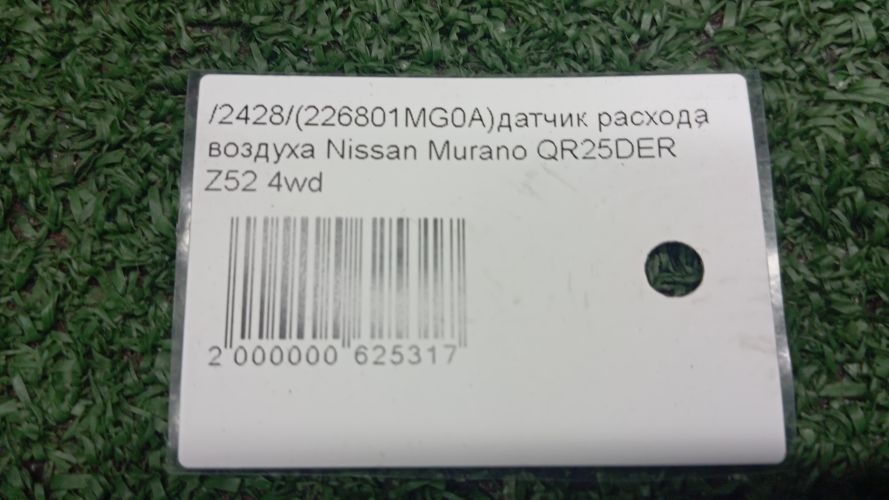 /2428/(226801MG0A)датчик расхода
воздуха Nissan Murano QR25DER
Z52 4wd
2 000000 625317